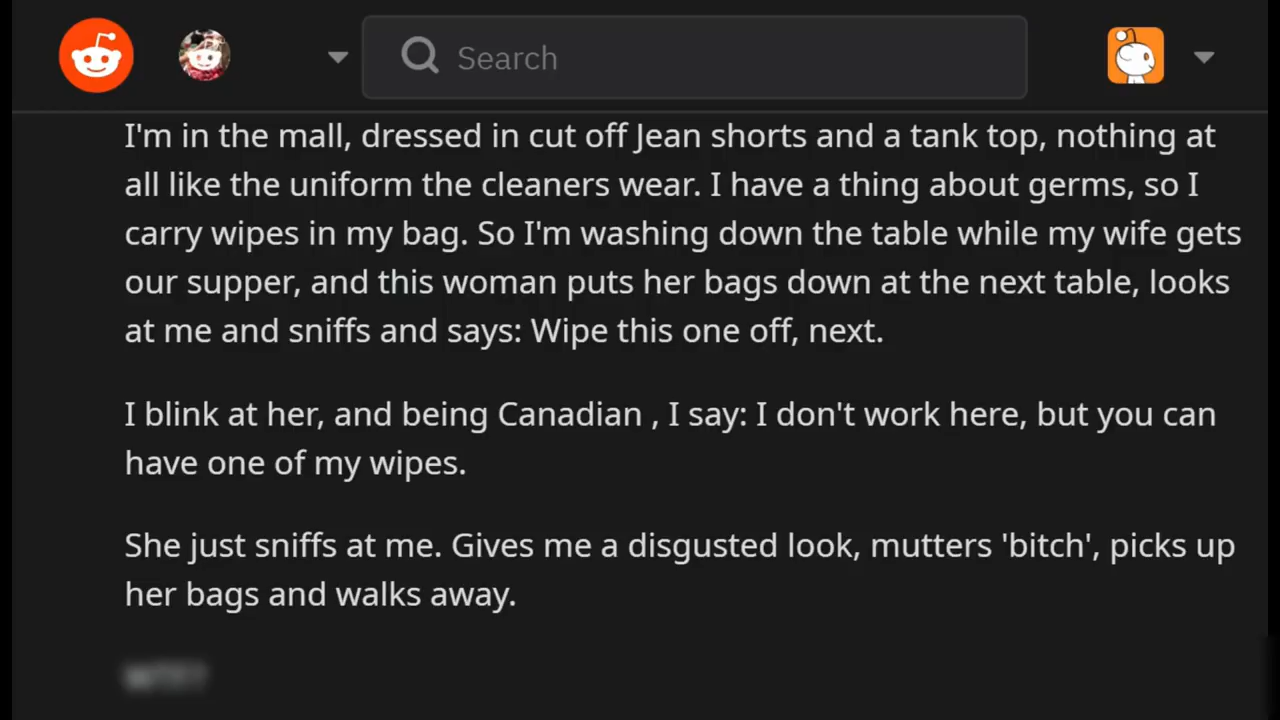 Search
I'm in the mall, dressed in cut off Jean shorts and a tank top, nothing at
all like the uniform the cleaners wear. I have a thing about germs, so I
carry wipes in my bag. So I'm washing down the table while my wife gets
our supper, and this woman puts her bags down at the next table, looks
at me and sniffs and says: Wipe this one off, next.
I blink at her, and being Canadian , I say: I don't work here, but you can
have one of my wipes.
She just sniffs at me. Gives me a disgusted look, mutters 'bitch', picks up
her bags and walks away.